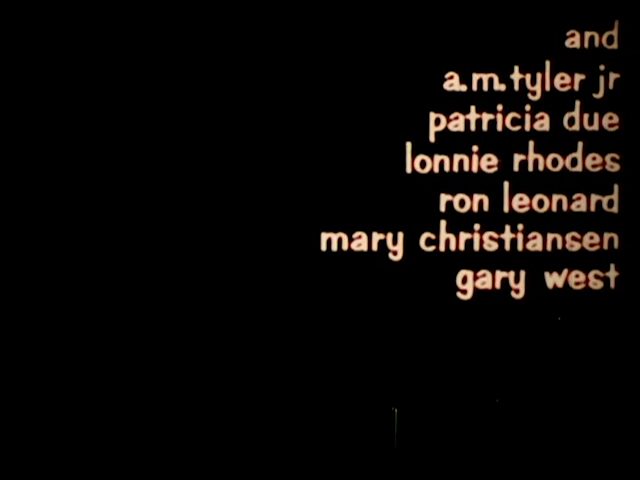 and
a.m. tyler jr
patricia due
lonnie rhodes
ron leonard
mary christiansen
gary west